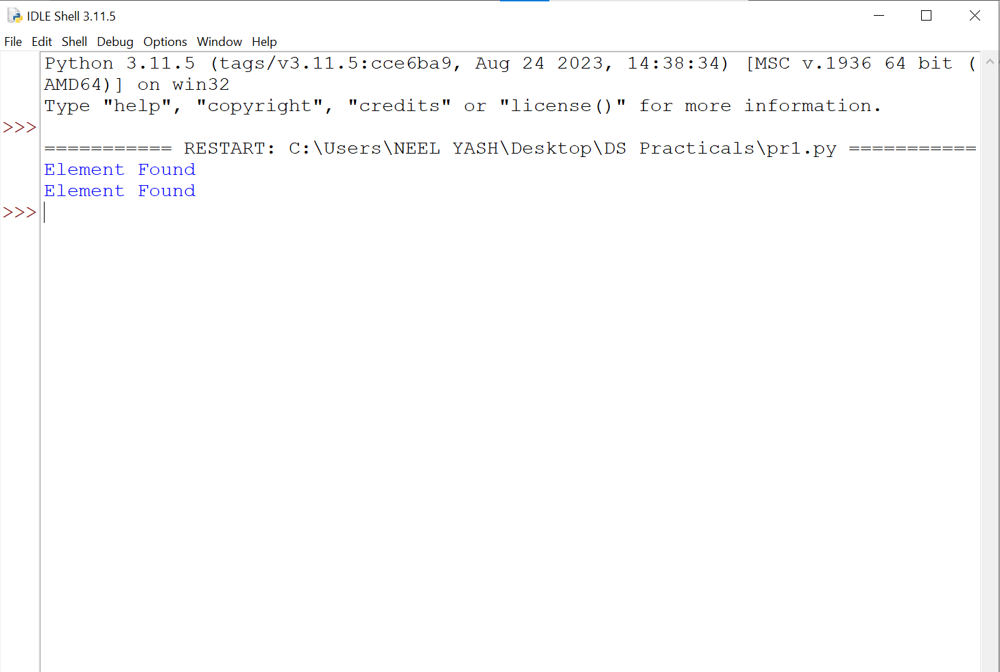 IDLE Shell 3.11.5
File Edit Shell Debug Options Window Help
Python 3.11.5 (tags/v3.11.5:cce6ba9, Aug 24 2023, 14:38:34) [MSC v.1936 64 bit (
AMD64)] on win32
Type "help", "copyright", "credits" or "license()" for more information.
>>>
=========== RESTART: C:\Users\NEEL YASH\Desktop\DS Practicals\pr1.py ===========
Element Found
Element Found
>>>